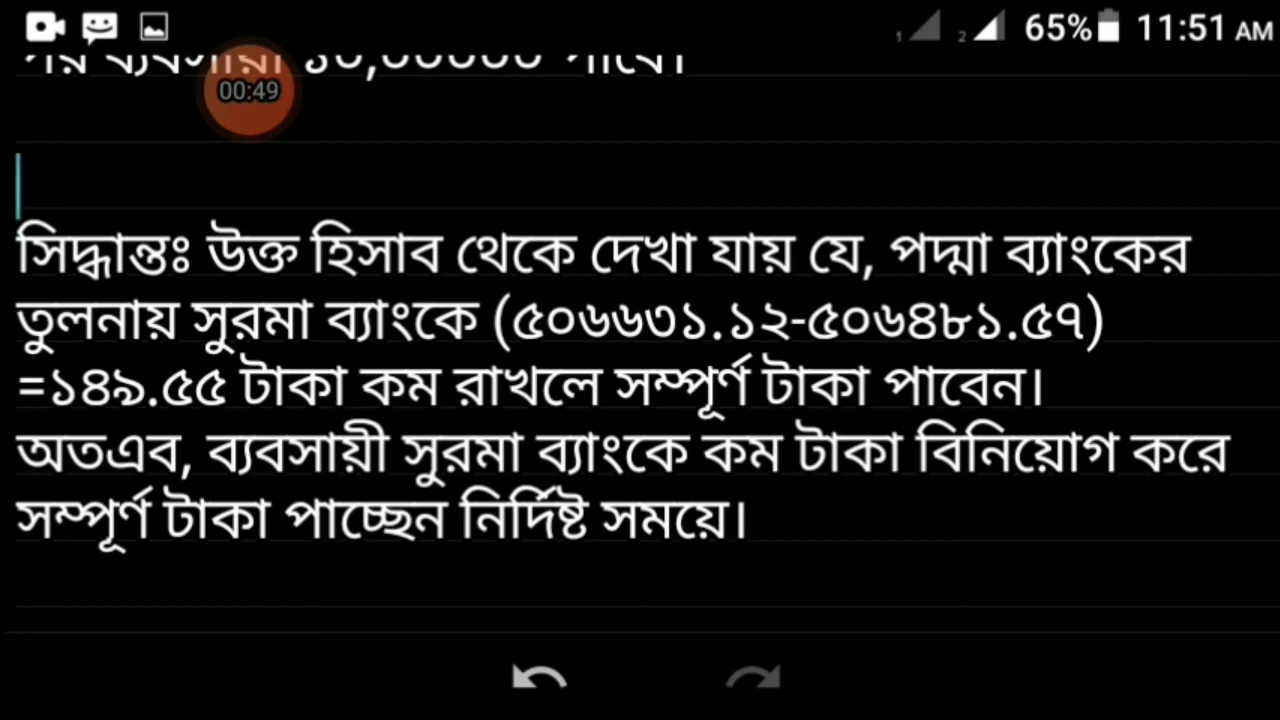 65% 11:51 AM
00:49
সিদ্ধান্তঃ উক্ত হিসাব থেকে দেখা যায় যে, পদ্মা ব্যাংকের
তুলনায় সুরমা ব্যাংকে (৫০৬৬৩১.১২-৫০৬৪৮১.৫৭)
=১৪৯.৫৫ টাকা কম রাখলে সম্পূর্ণ টাকা পাবেন।
অতএব, ব্যবসায়ী সুরমা ব্যাংকে কম টাকা বিনিয়োগ করে
সম্পূর্ণ টাকা পাচ্ছেন নির্দিষ্ট সময়ে।